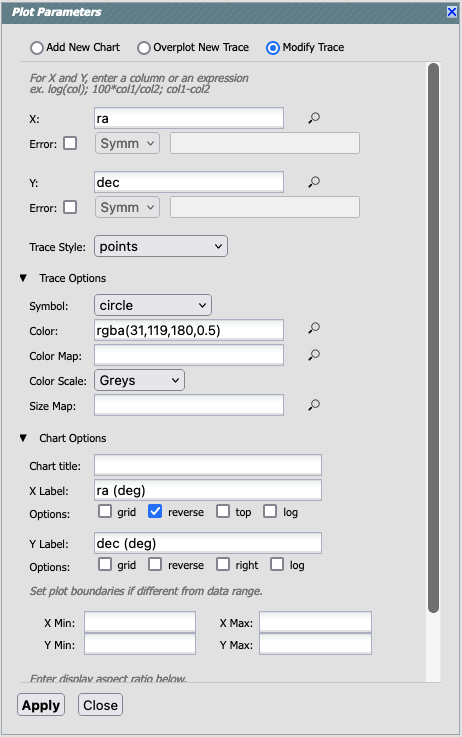 Plot Parameters
Add New Chart Overplot New Trace Modify Trace
For X and Y, enter a column or an expression
ex. log(col); 100*col1/col2; col1-col2
X: ra
Error: Symm
Y: dec
Error: Symm
Trace Style: points
Trace Options
Symbol: circle
Color: rgba(31,119,180,0.5)
Color Map:
Color Scale: Greys
Size Map:
Chart Options
Chart title:
X Label: ra (deg)
Options: grid reverse top log
Y Label: dec (deg)
Options: grid reverse right log
Set plot boundaries if different from data range.
X Min: X Max:
Y Min: Y Max:
Enter display aspect ratio below.
Apply Close